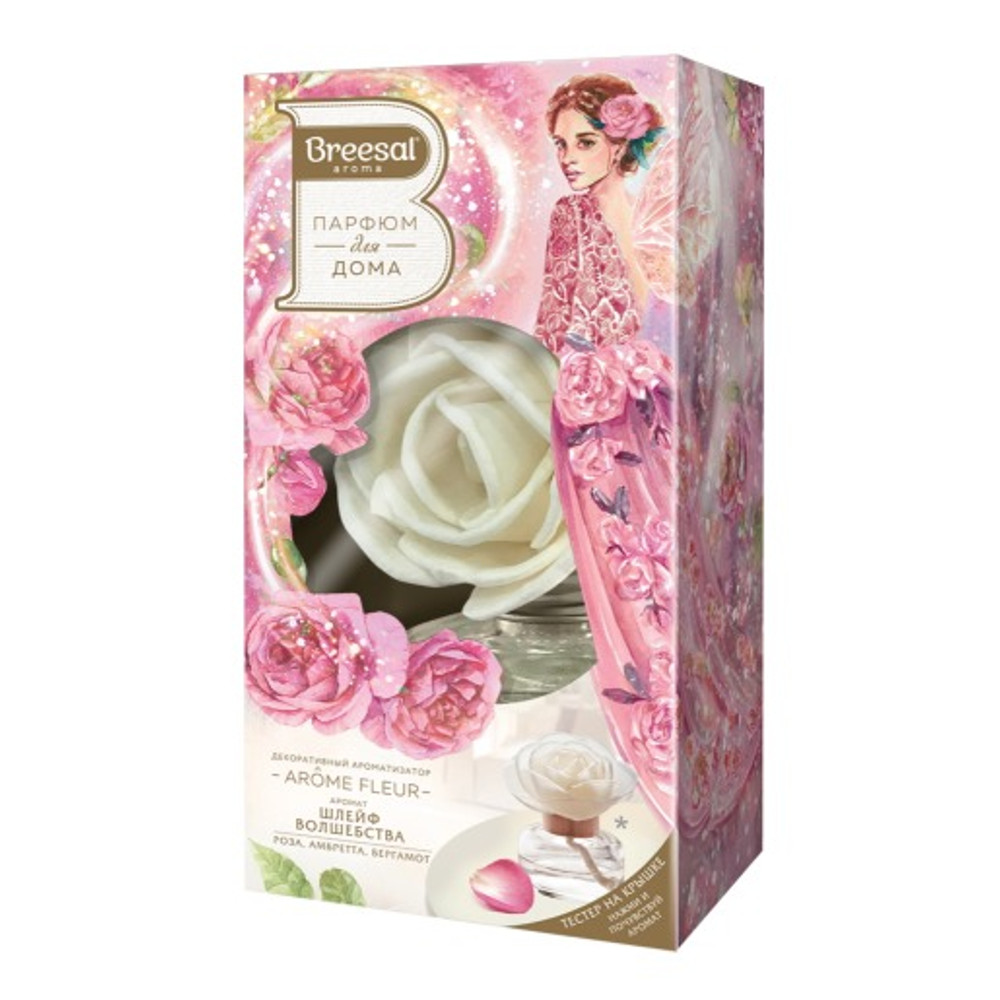 Breesal
aroma
ПАРФЮМ
для
ДОМА
ДЕКОРАТИВНЫЙ АРОМАТИЗАТОР
- ARÔME FLEUR -
АРОМАТ
ШЛЕЙФ
ВОЛШЕБСТВА
РОЗА, АМБРЕТТА, БЕРГАМОТ
*
ТЕСТЕР НА КРЫШКЕ
НАЖМИ И
ПОЧУВСТВУЙ
АРОМАТ